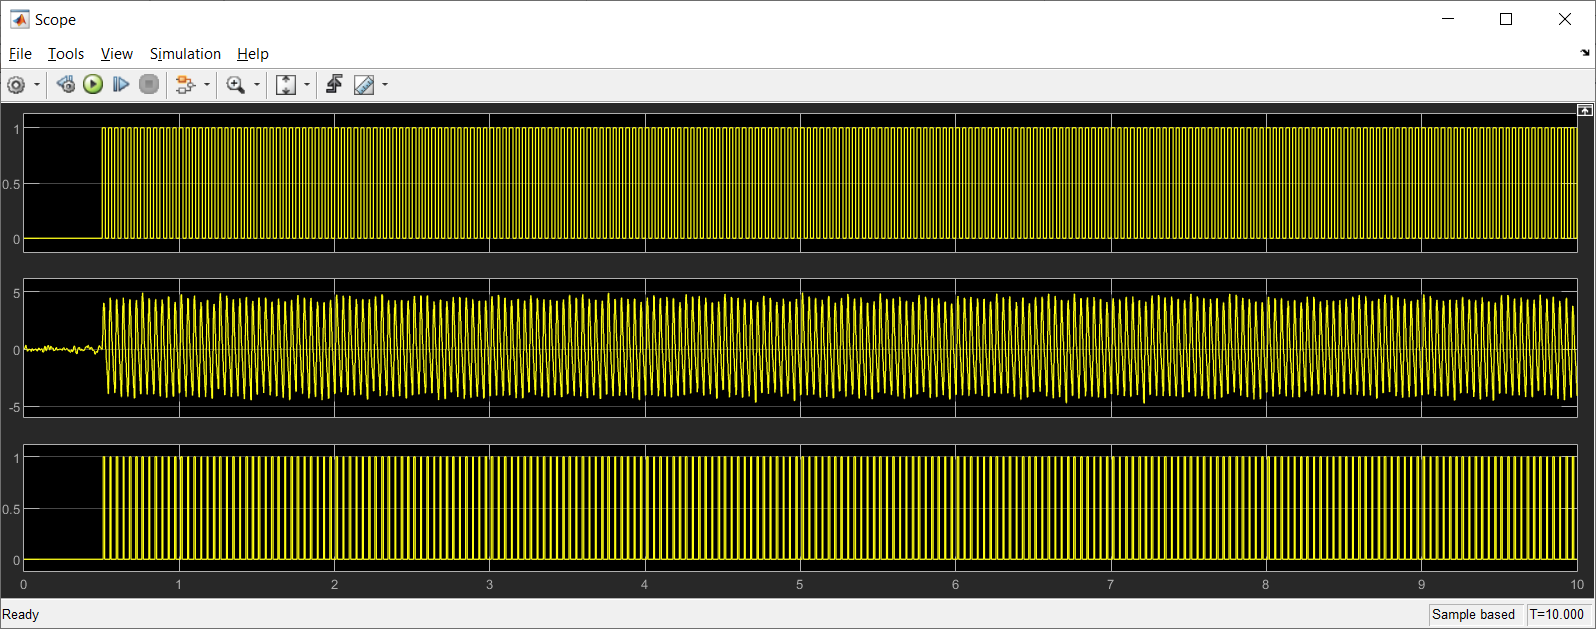 Scope
File Tools View Simulation Help
1
0.5
0
5
0
-5
1
0.5
0
0 1 2 3 4 5 6 7 8 9 10
Ready Sample based T=10.000